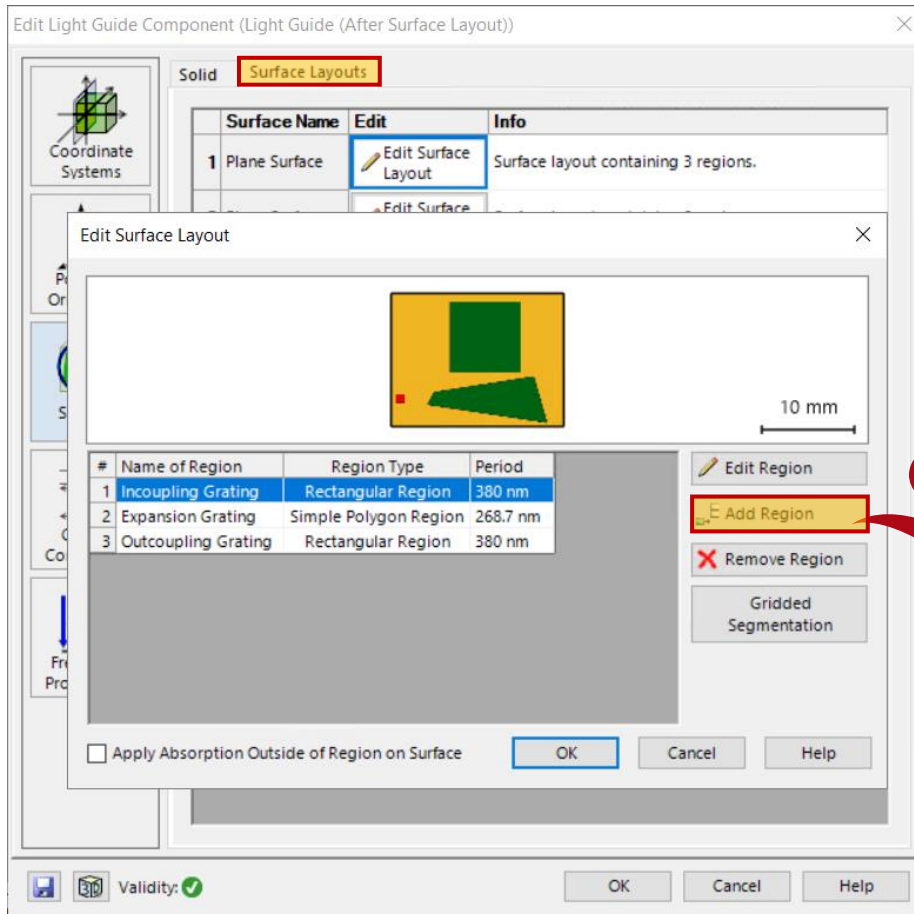 Edit Light Guide Component (Light Guide (After Surface Layout))
Solid
Surface Layouts
Coordinate
Systems
Surface Name Edit Info
1 Plane Surface Edit Surface
Layout Surface layout containing 3 regions.
Edit Surface
Edit Surface Layout
10 mm
# Name of Region Region Type Period
1 Incoupling Grating Rectangular Region 380 nm
2 Expansion Grating Simple Polygon Region 268.7 nm
3 Outcoupling Grating Rectangular Region 380 nm
Edit Region
Add Region
Remove Region
Gridded
Segmentation
Apply Absorption Outside of Region on Surface
OK Cancel Help
3D Validity:
OK Cancel Help